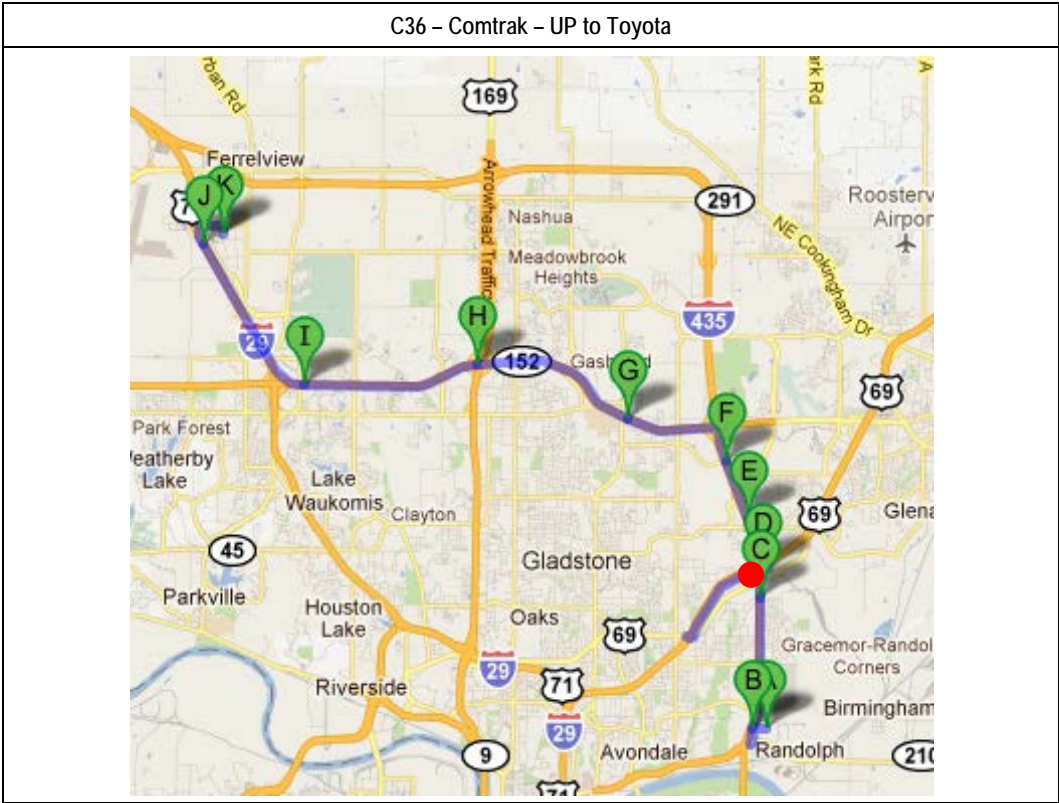 C36 – Comtrak – UP to Toyota
169
Ferrelview
291
Roosterv
Airpor
K
J
Arrowhead Traffic
Nashua
NE Cookingham Dr
Meadowbrook
Heights
435
H
29
I
152
G
69
F
Park Forest
eatherby
Lake
E
Lake
Waukomis
Clayton
D
69
Glena
C
45
Gladstone
Parkville
Houston
Lake
Oaks
69
Gracemor-Randol
Corners
29
B
A
Riverside
71
Birmingham
29
9
Avondale
Randolph
210
71